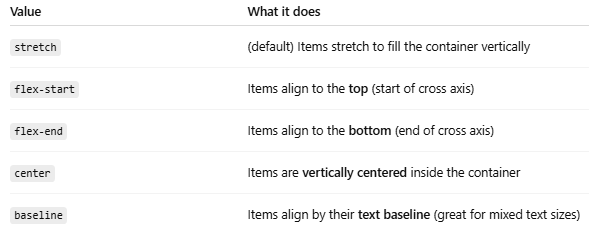 Value What it does
stretch (default) Items stretch to fill the container vertically
flex-start Items align to the top (start of cross axis)
flex-end Items align to the bottom (end of cross axis)
center Items are vertically centered inside the container
baseline Items align by their text baseline (great for mixed text sizes)